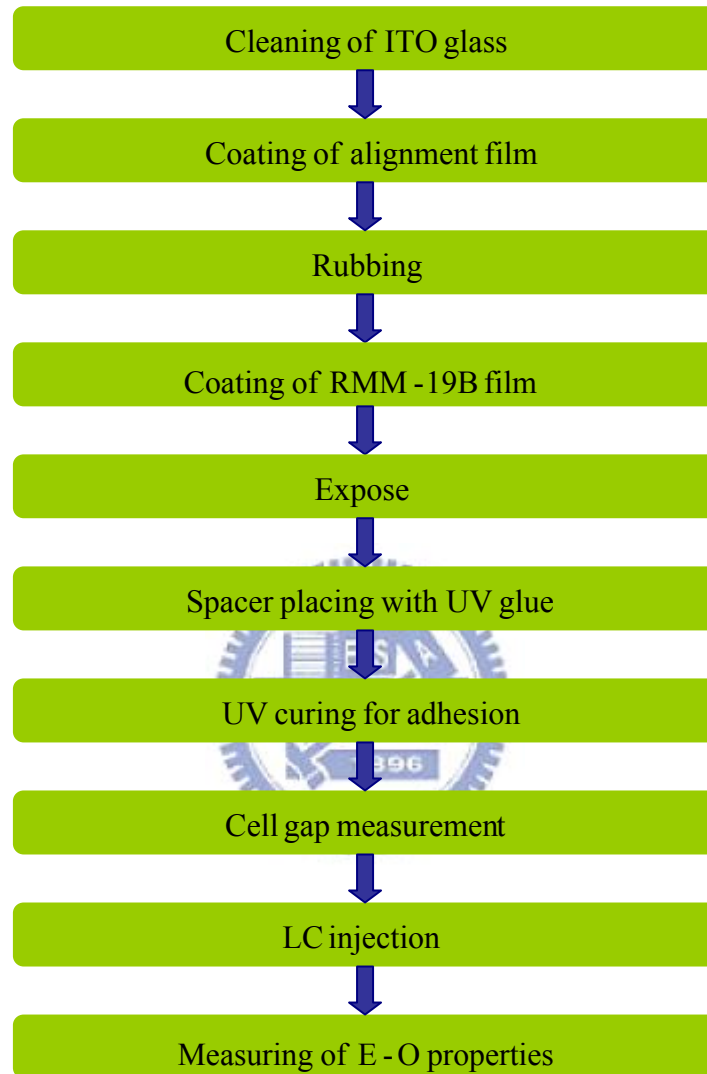 Cleaning of ITO glass
Coating of alignment film
Rubbing
Coating of RMM - 19B film
Expose
Spacer placing with UV glue
E S A
UV curing for adhesion
1896
Cell gap measurement
LC injection
Measuring of E - O properties